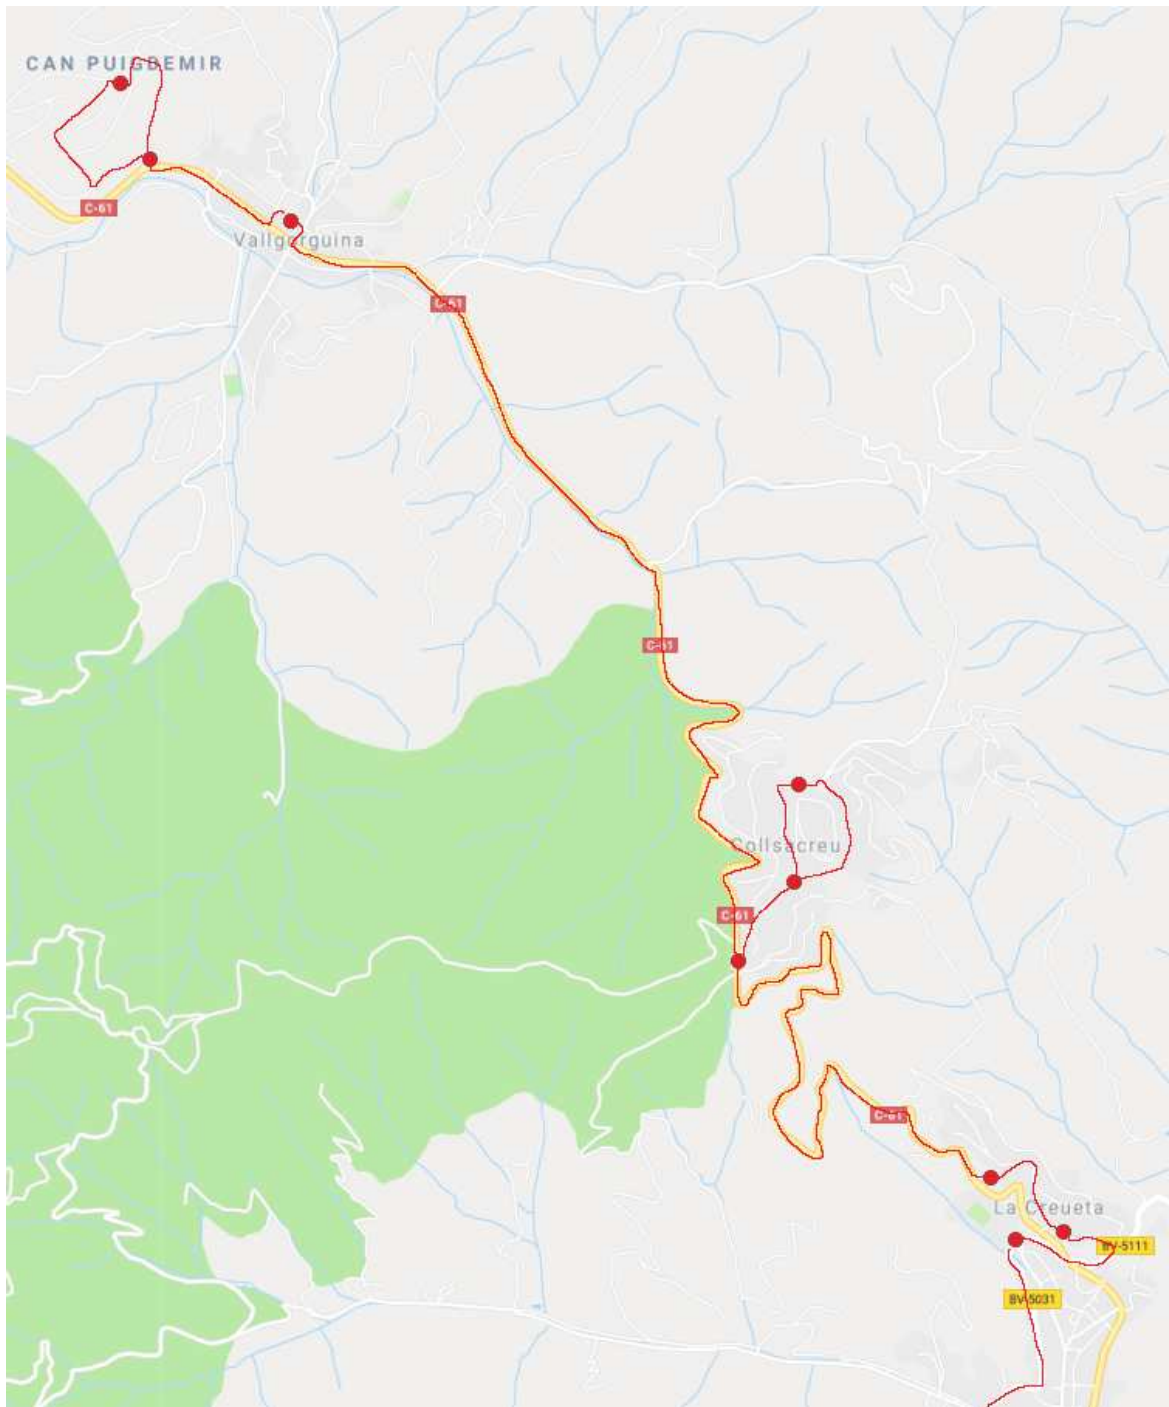 CAN PUIGDEMIR
C-61
Vallgorguina
C-61
C-61
Collsacreu
C-61
C-61
La Creueta
BV-5111
BV-5031